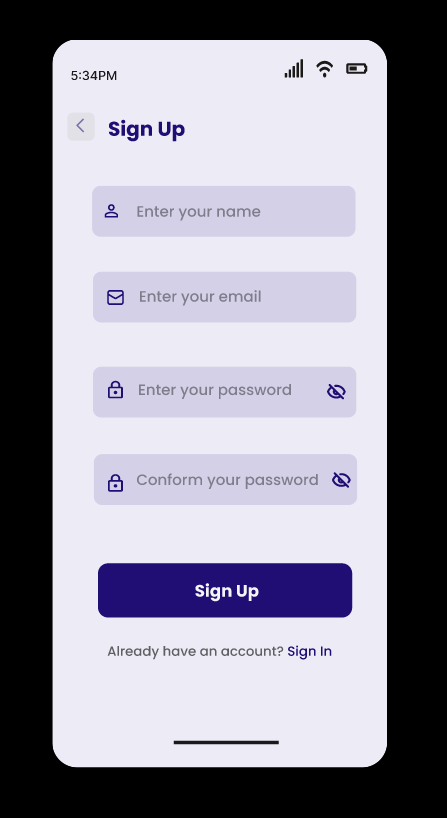 5:34PM
Sign Up
Enter your name
Enter your email
Enter your password
Conform your password
Sign Up
Already have an account? Sign In